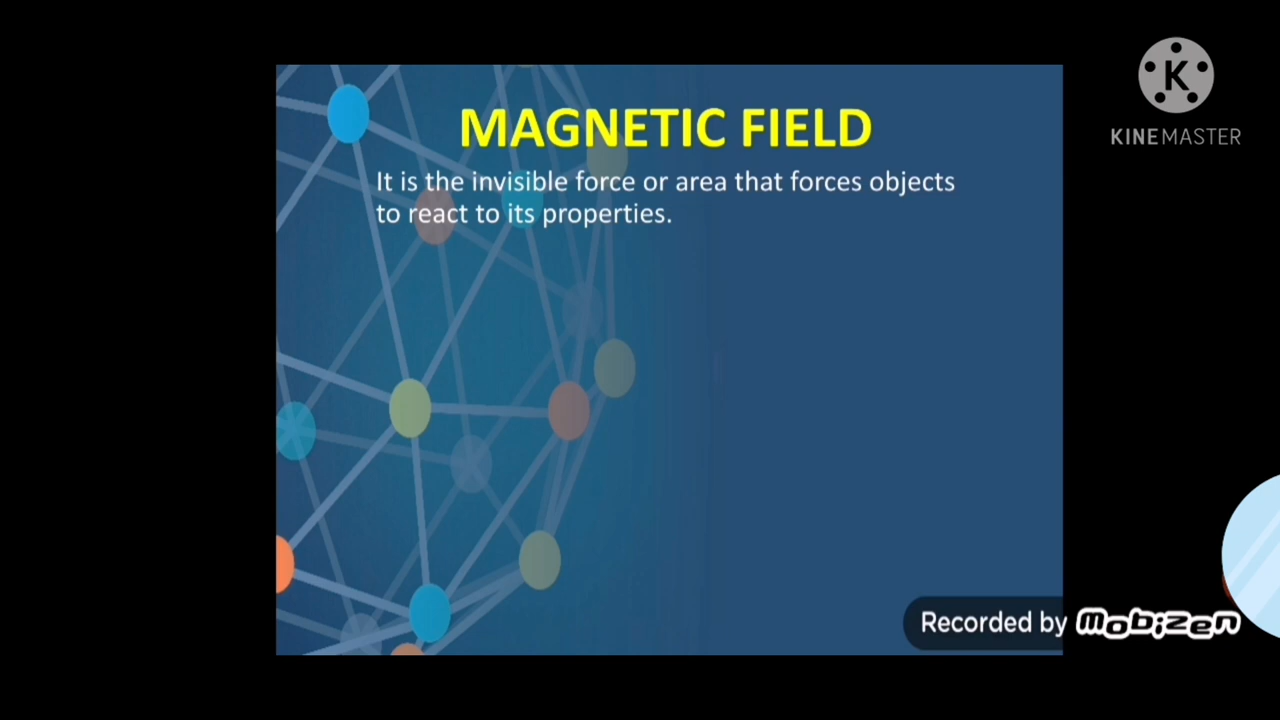 MAGNETIC FIELD
It is the invisible force or area that forces objects
to react to its properties.
K
KINEMASTER
Recorded by mobizen